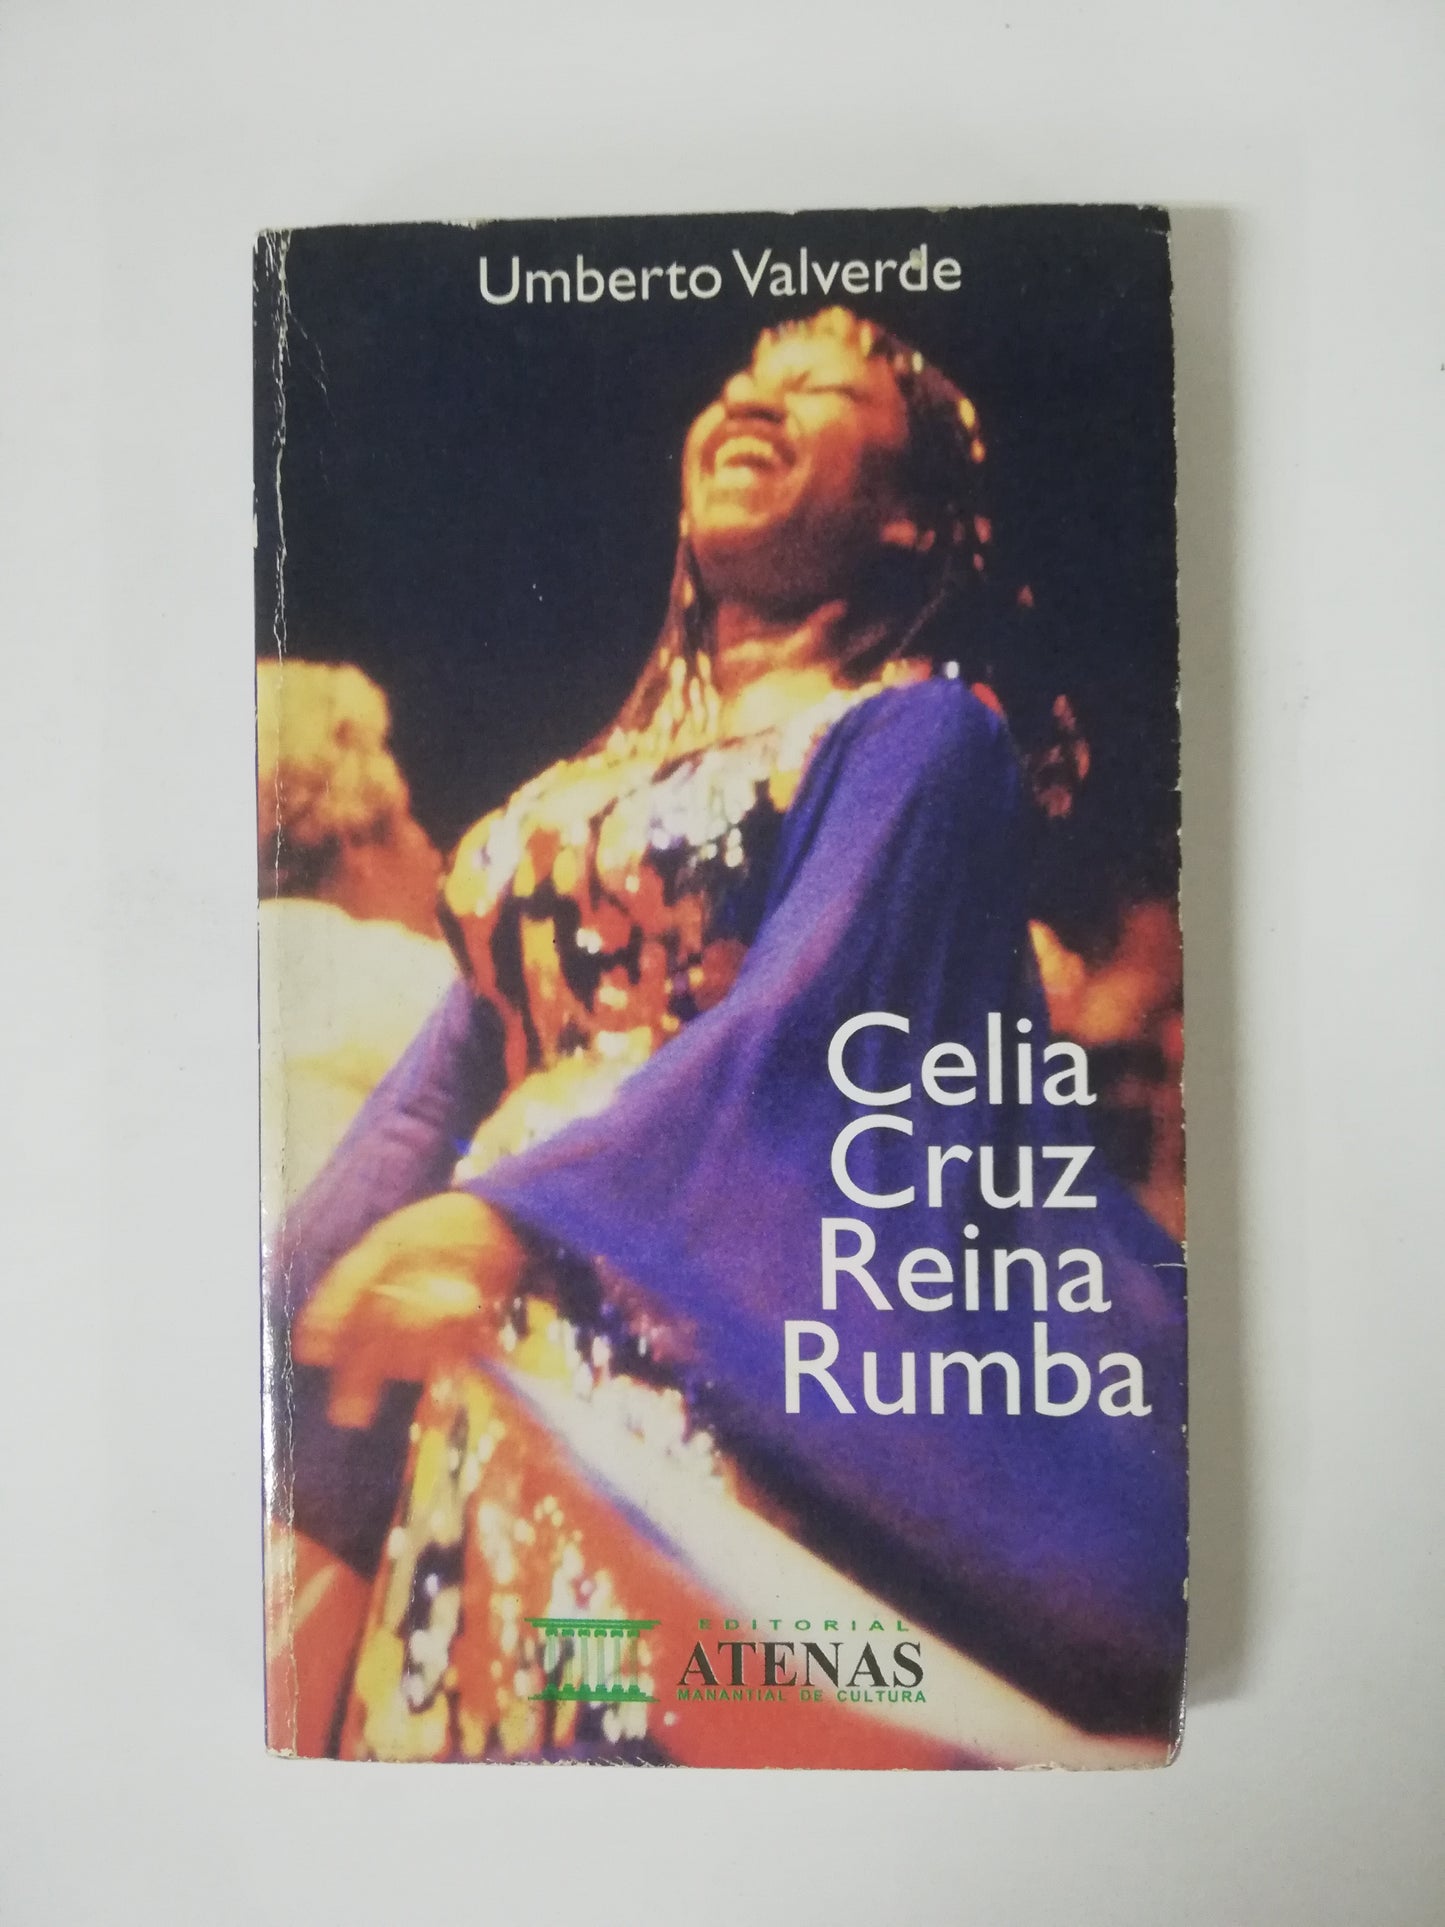 Umberto Valverde
Celia
Cruz
Reina
Rumba
EDITORIAL
ATENAS
MANANTIAL DE CULTURA